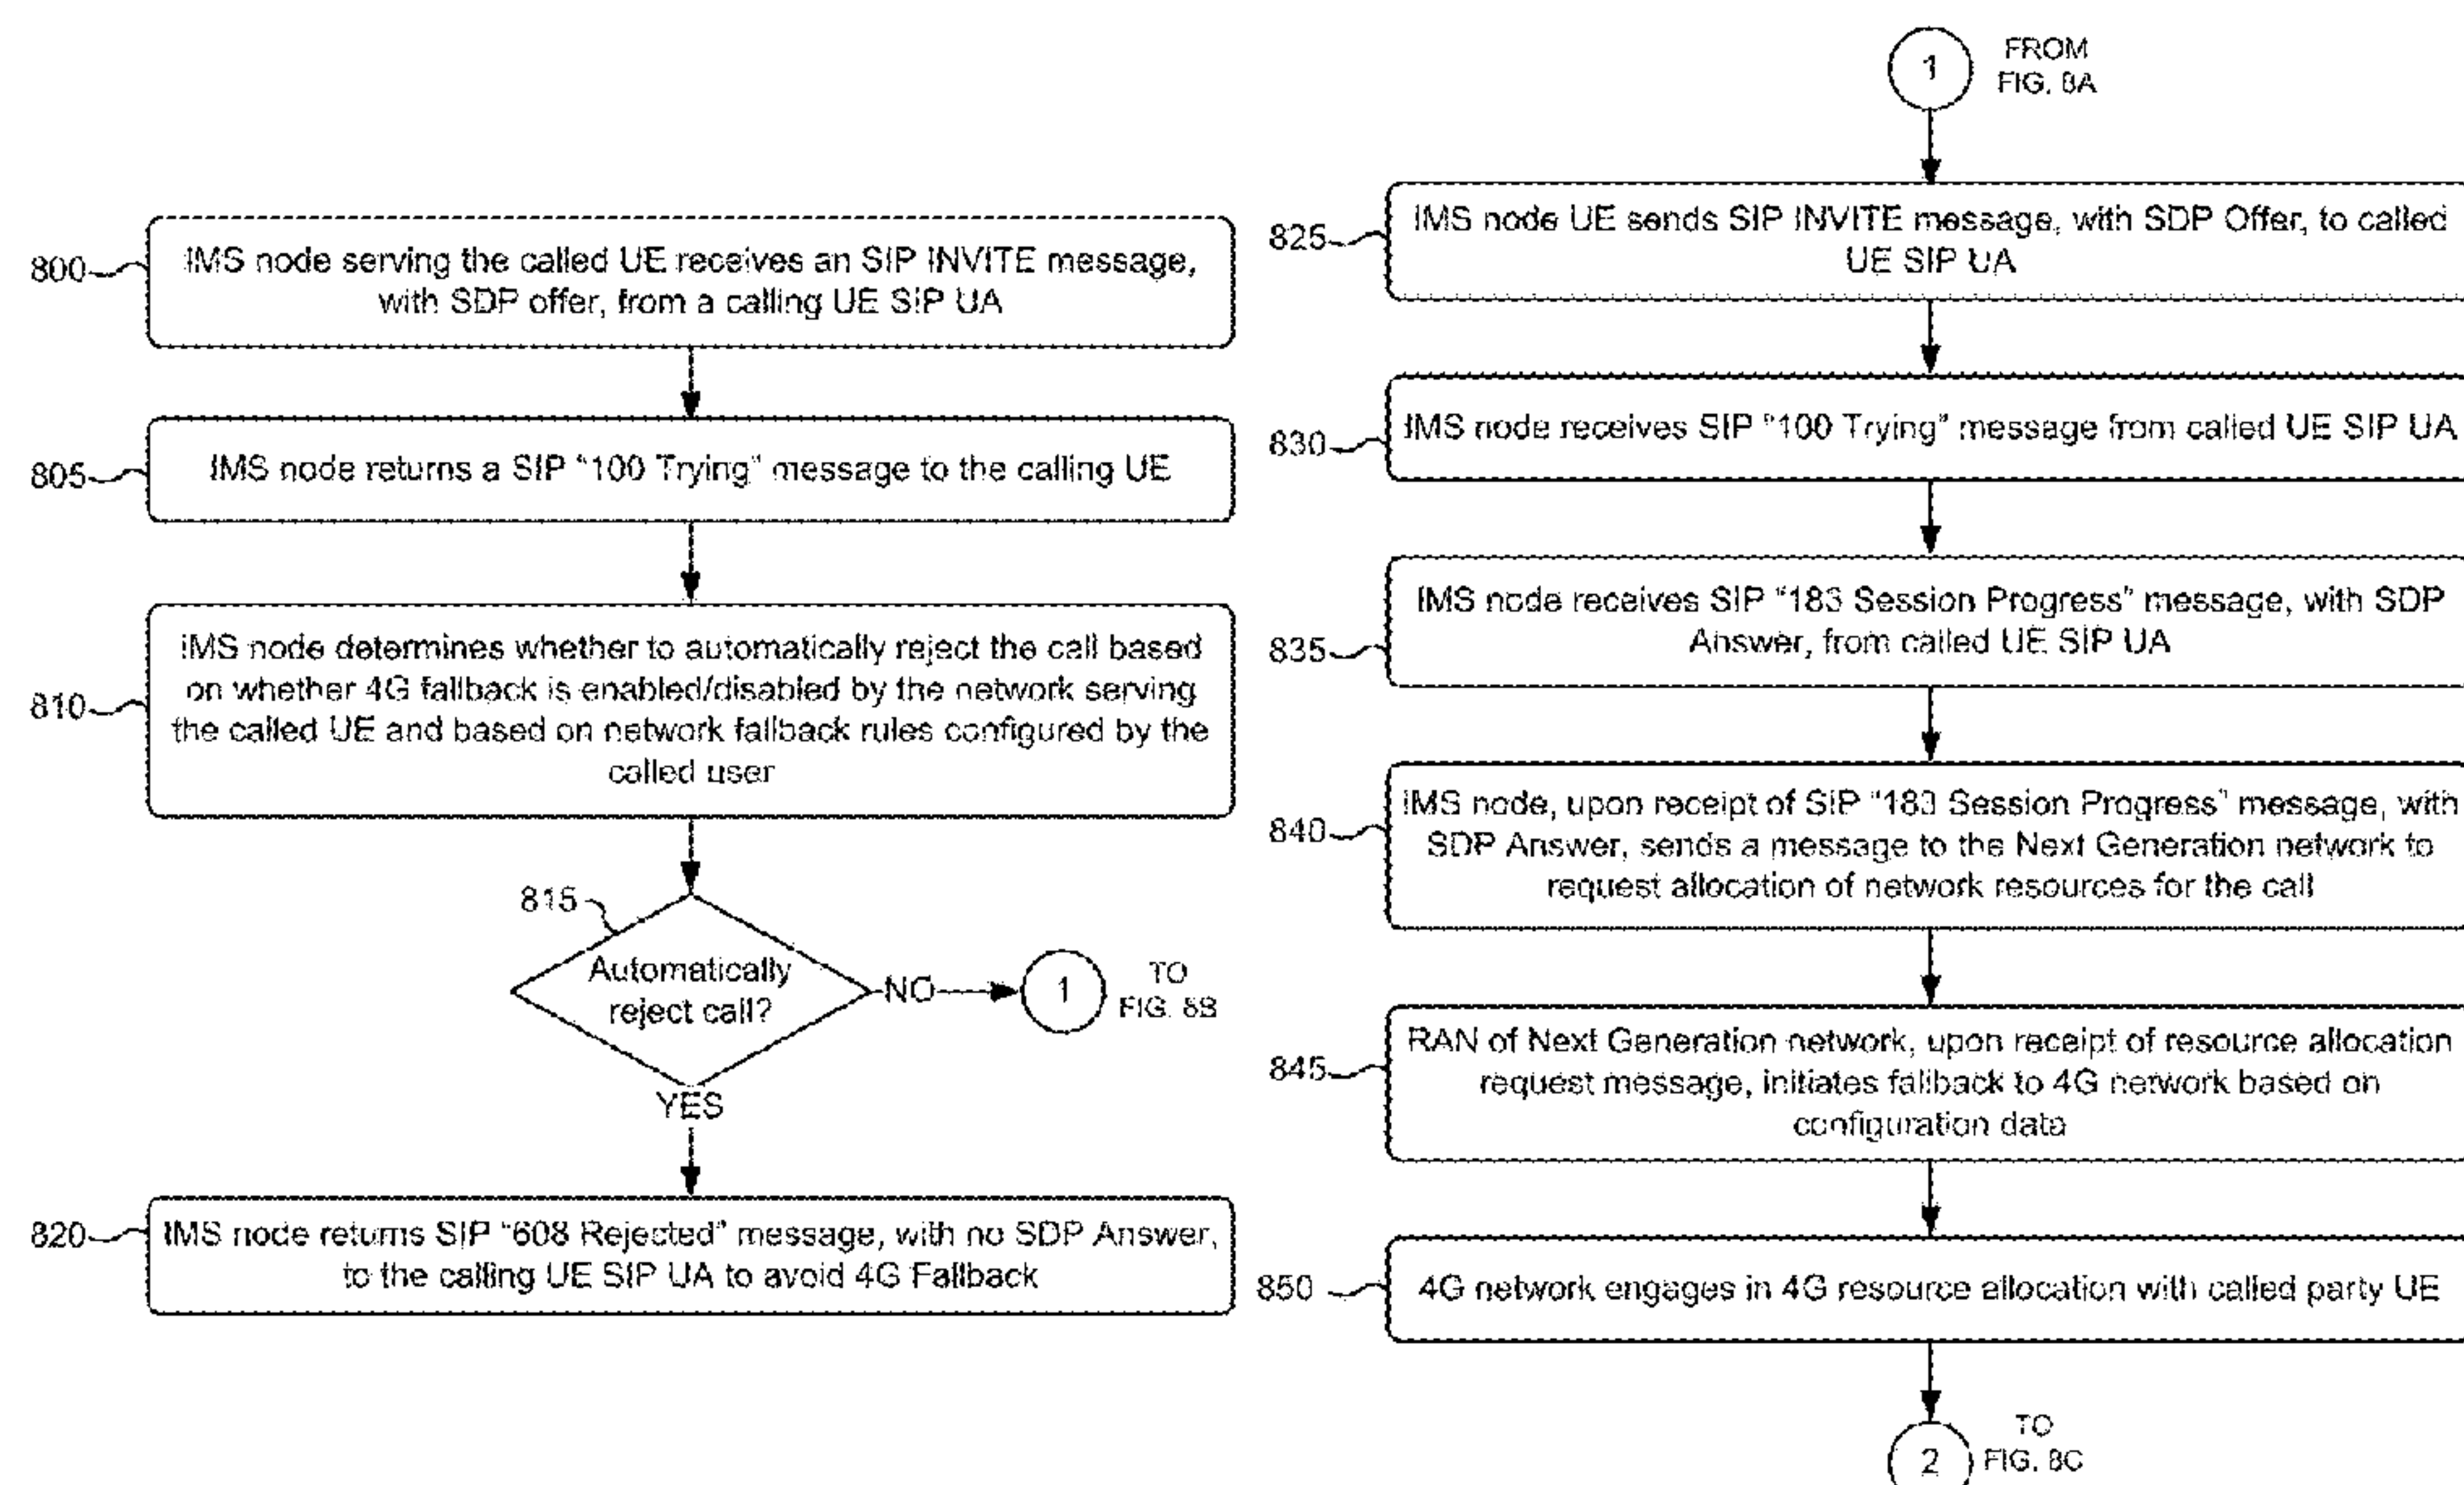 800
IMS node serving the called UE receives an SIP INVITE message,
with SDP offer, from a calling UE SIP UA
805
IMS node returns a SIP "100 Trying" message to the calling UE
810
IMS node determines whether to automatically reject the call based
on whether 4G fallback is enabled/disabled by the network serving
the called UE and based on network fallback rules configured by the
called user
815
Automatically
reject call?
NO
1
TO
FIG. 8B
YES
820
IMS node returns SIP "608 Rejected" message, with no SDP Answer,
to the calling UE SIP UA to avoid 4G Fallback
1
FROM
FIG. 8A
825
IMS node UE sends SIP INVITE message, with SDP Offer, to called
UE SIP UA
830
IMS node receives SIP "100 Trying" message from called UE SIP UA
835
IMS node receives SIP "183 Session Progress" message, with SDP
Answer, from called UE SIP UA
840
IMS node, upon receipt of SIP "183 Session Progress" message, with
SDP Answer, sends a message to the Next Generation network to
request allocation of network resources for the call
845
RAN of Next Generation network, upon receipt of resource allocation
request message, initiates fallback to 4G network based on
configuration data
850
4G network engages in 4G resource allocation with called party UE
2
TO
FIG. 8C